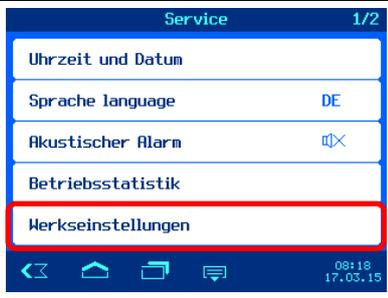 Service 1/2
Uhrzeit und Datum
Sprache language DE
Akustischer Alarm
Betriebsstatistik
Werkseinstellungen
08:18
17.03.15